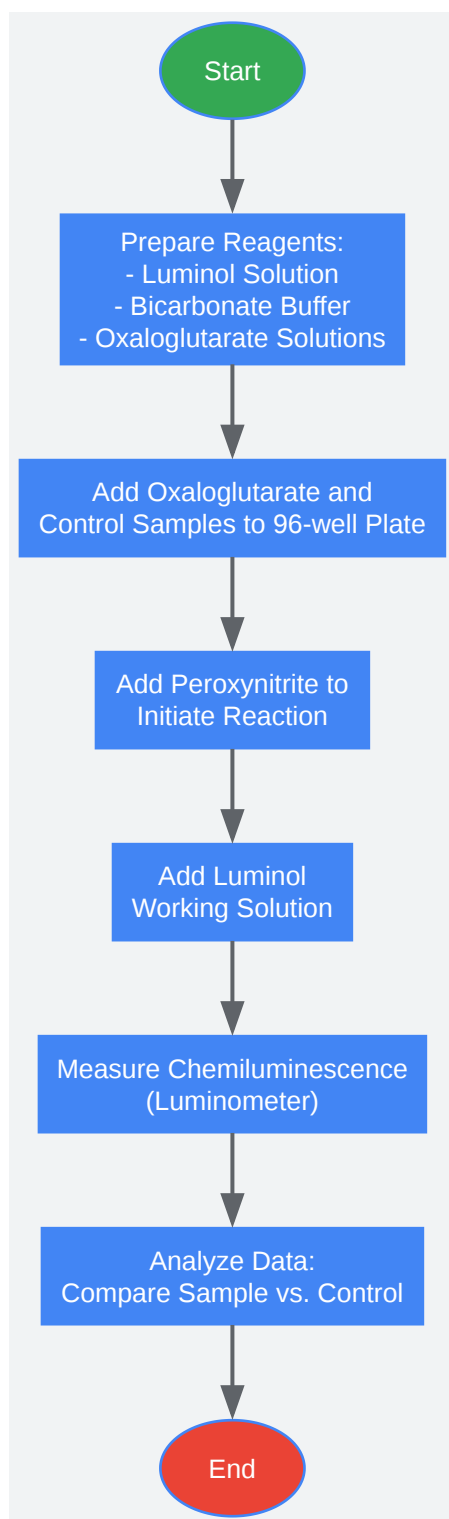 Start
Prepare Reagents:
- Luminol Solution
- Bicarbonate Buffer
- Oxaloglutarate Solutions
Add Oxaloglutarate and
Control Samples to 96-well Plate
Add Peroxynitrite to
Initiate Reaction
Add Luminol
Working Solution
Measure Chemiluminescence
(Luminometer)
Analyze Data:
Compare Sample vs. Control
End